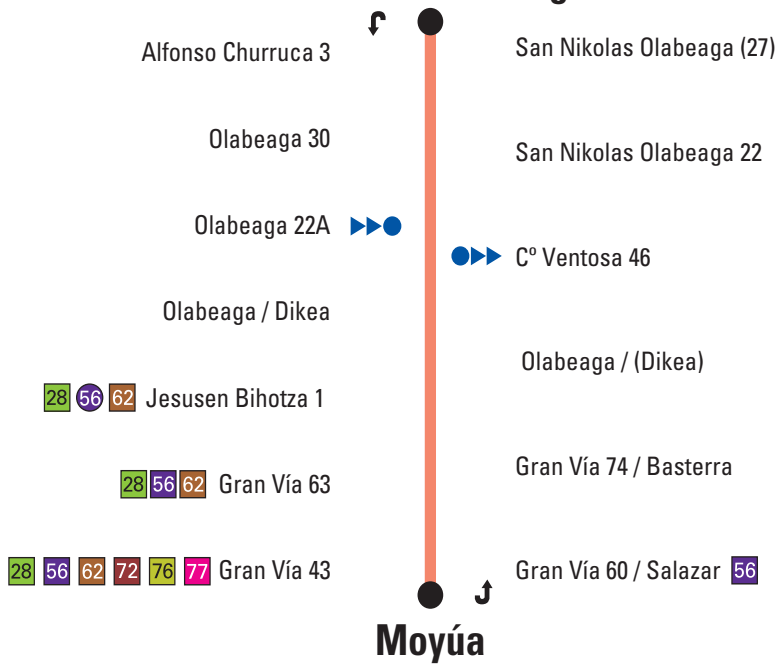 Alfonso Churruca 3
San Nikolas Olabeaga (27)
Olabeaga 30
San Nikolas Olabeaga 22
Olabeaga 22A
Cº Ventosa 46
Olabeaga / Dikea
Olabeaga / (Dikea)
28 56 62 Jesusen Bihotza 1
Gran Vía 74 / Basterra
28 56 62 Gran Vía 63
28 56 62 72 76 77 Gran Vía 43
Gran Vía 60 / Salazar 56
Moyúa